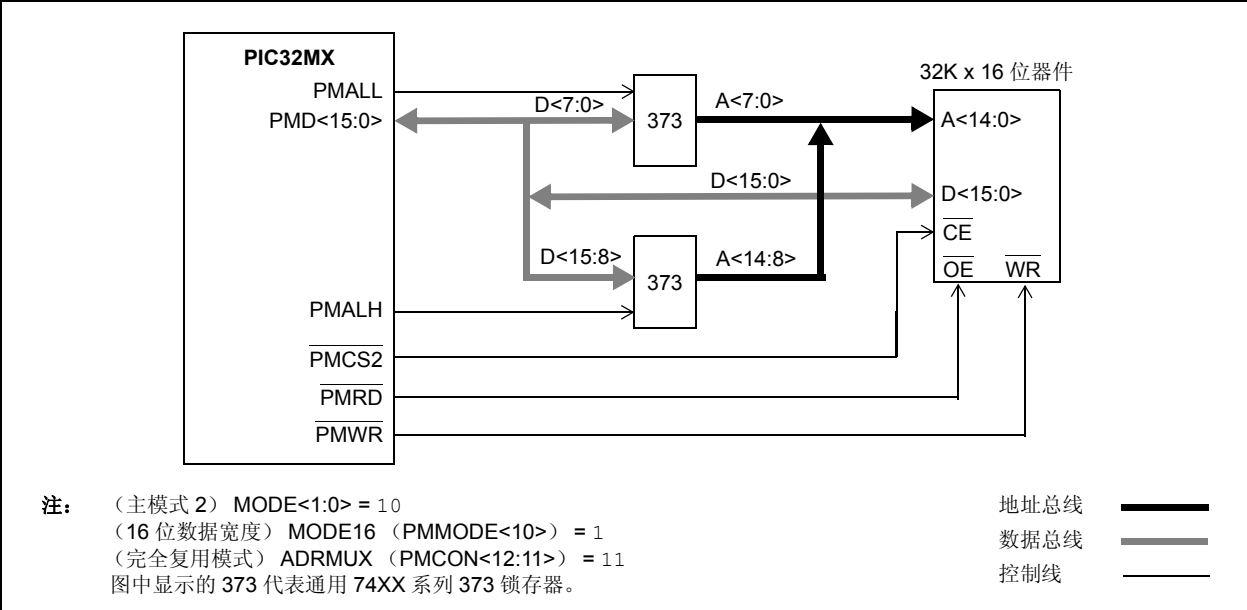 PIC32MX
32K x 16 位器件
PMALL
D<7:0>
A<7:0>
PMD<15:0>
373
A<14:0>
D<15:0>
D<15:0>
CE
D<15:8>
A<14:8>
OE
WR
373
PMALH
PMCS2
PMRD
PMWR
注： （主模式 2） MODE<1:0> = 10
（16 位数据宽度） MODE16 （PMMODE<10>） = 1
（完全复用模式） ADRMUX （PMCON<12:11>） = 11
图中显示的 373 代表通用 74XX 系列 373 锁存器。
地址总线
数据总线
控制线